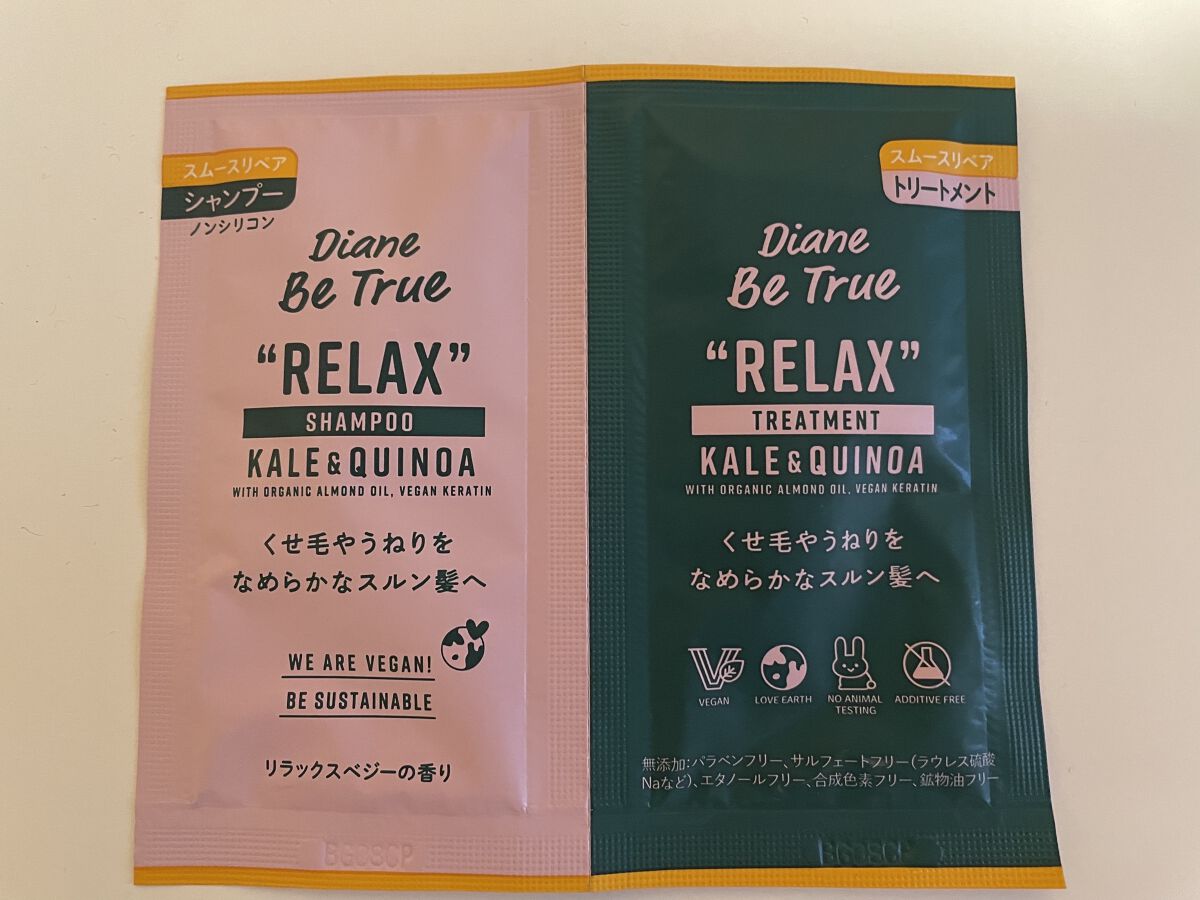 スムースリペア
シャンプー
ノンシリコン
Diane
Be True
“RELAX”
SHAMPOO
KALE & QUINOA
WITH ORGANIC ALMOND OIL, VEGAN KERATIN
くせ毛やうねりを
なめらかなスルン髪へ
WE ARE VEGAN!
BE SUSTAINABLE
リラックスベジーの香り
スムースリペア
トリートメント
Diane
Be True
“RELAX”
TREATMENT
KALE & QUINOA
WITH ORGANIC ALMOND OIL, VEGAN KERATIN
くせ毛やうねりを
なめらかなスルン髪へ
VEGAN
LOVE EARTH
NO ANIMAL
TESTING
ADDITIVE FREE
無添加:パラベンフリー、サルフェートフリー(ラウレス硫酸
Naなど)、エタノールフリー、合成色素フリー、鉱物油フリー